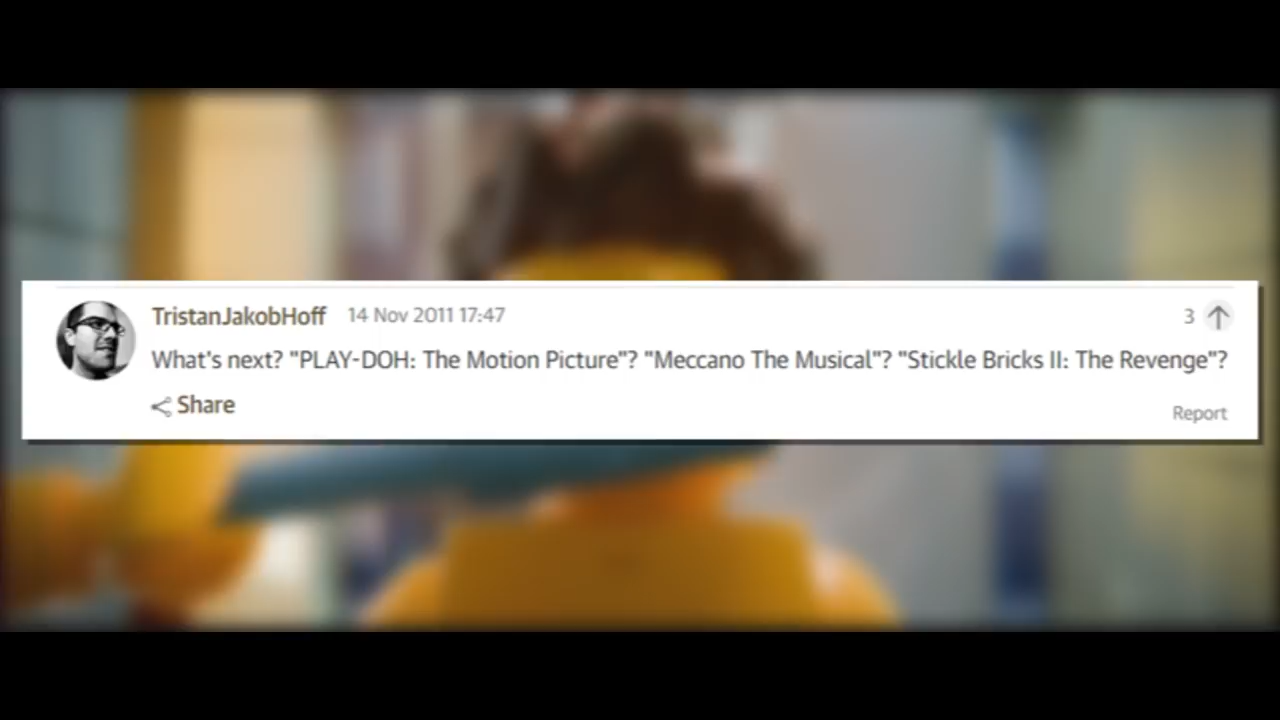 TristanJakobHoff 14 Nov 2011 17:47 3
What's next? "PLAY-DOH: The Motion Picture"? "Meccano The Musical"? "Stickle Bricks II: The Revenge"?
Share
Report